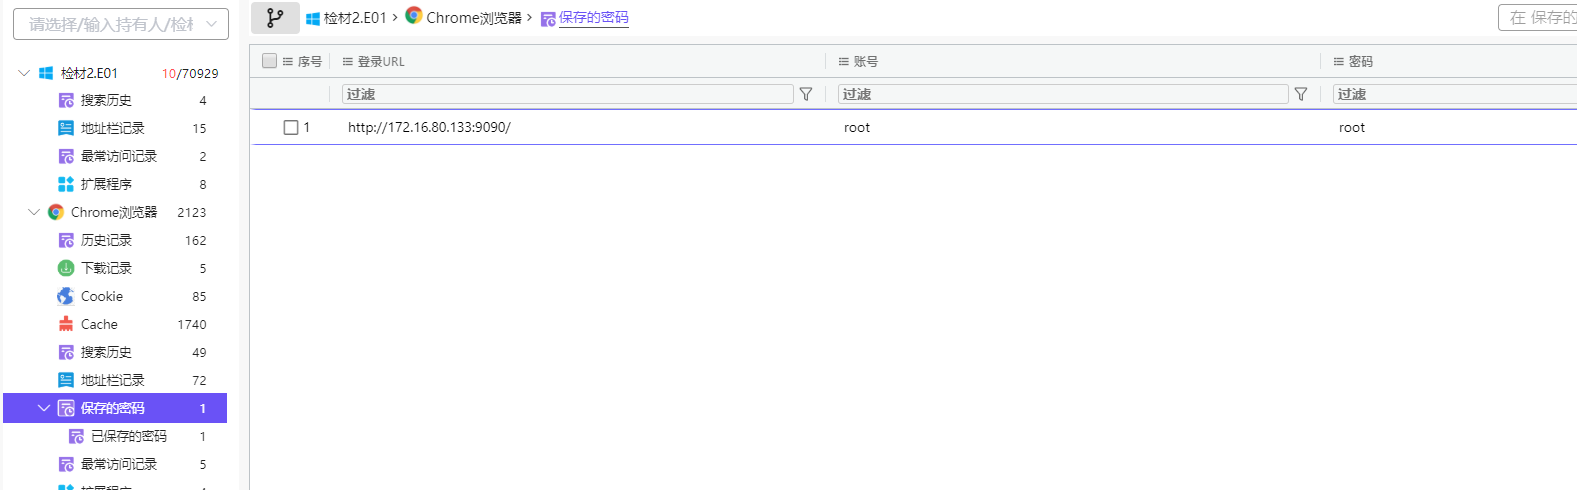 请选择/输入持有人/检
检材2.E01 10/70929
搜索历史 4
地址栏记录 15
最常访问记录 2
扩展程序 8
Chrome浏览器 2123
历史记录 162
下载记录 5
Cookie 85
Cache 1740
搜索历史 49
地址栏记录 72
保存的密码 1
已保存的密码 1
最常访问记录 5
扩展程序
检材2.E01 > Chrome浏览器 > 保存的密码
在 保存的
序号 登录URL 账号 密码
过滤 过滤 过滤
1 http://172.16.80.133:9090/ root root